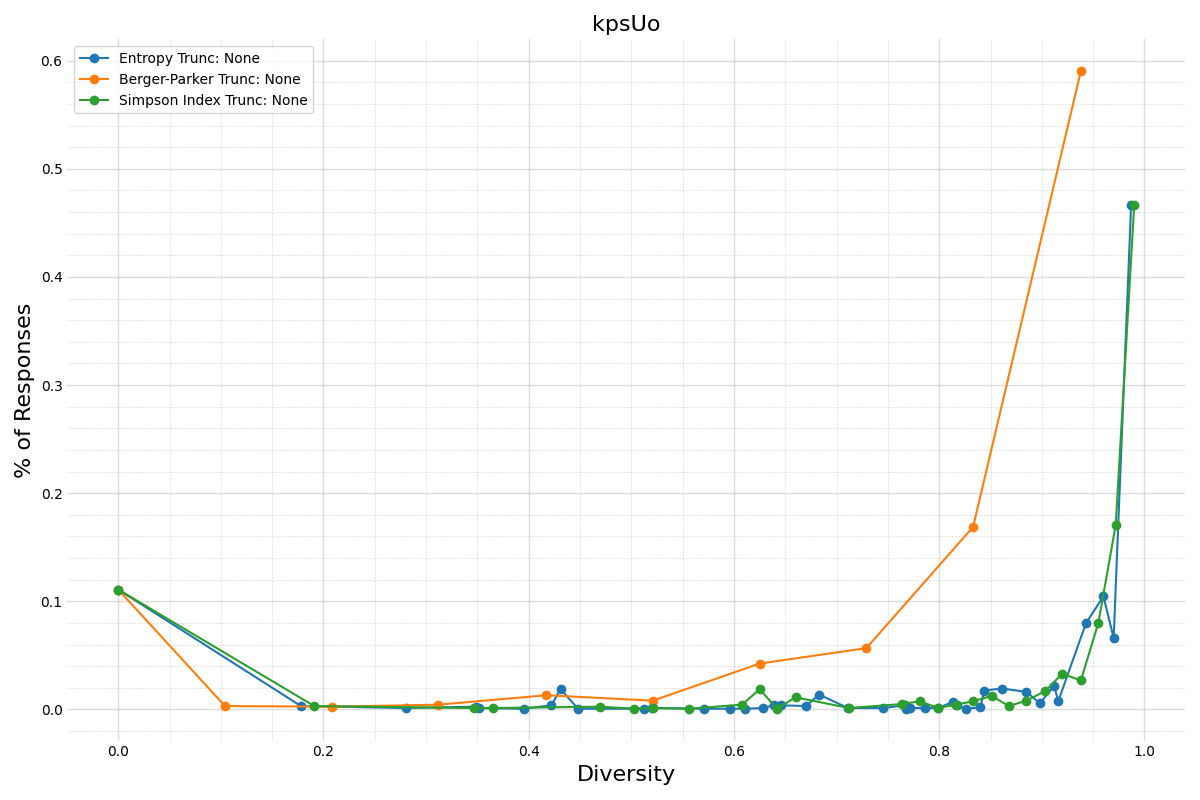 kpsUo
Entropy Trunc: None
Berger-Parker Trunc: None
Simpson Index Trunc: None
% of Responses
0.6
0.5
0.4
0.3
0.2
0.1
0.0
0.0 0.2 0.4 0.6 0.8 1.0
Diversity